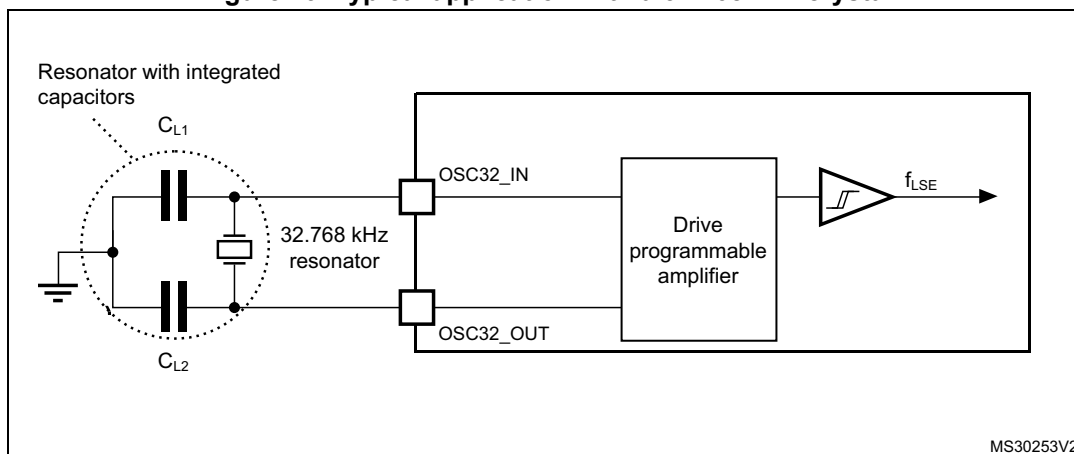 Resonator with integrated
capacitors
CL1
OSC32_IN
fLSE
32.768 kHz
resonator
Drive
programmable
amplifier
OSC32_OUT
CL2
MS30253V2